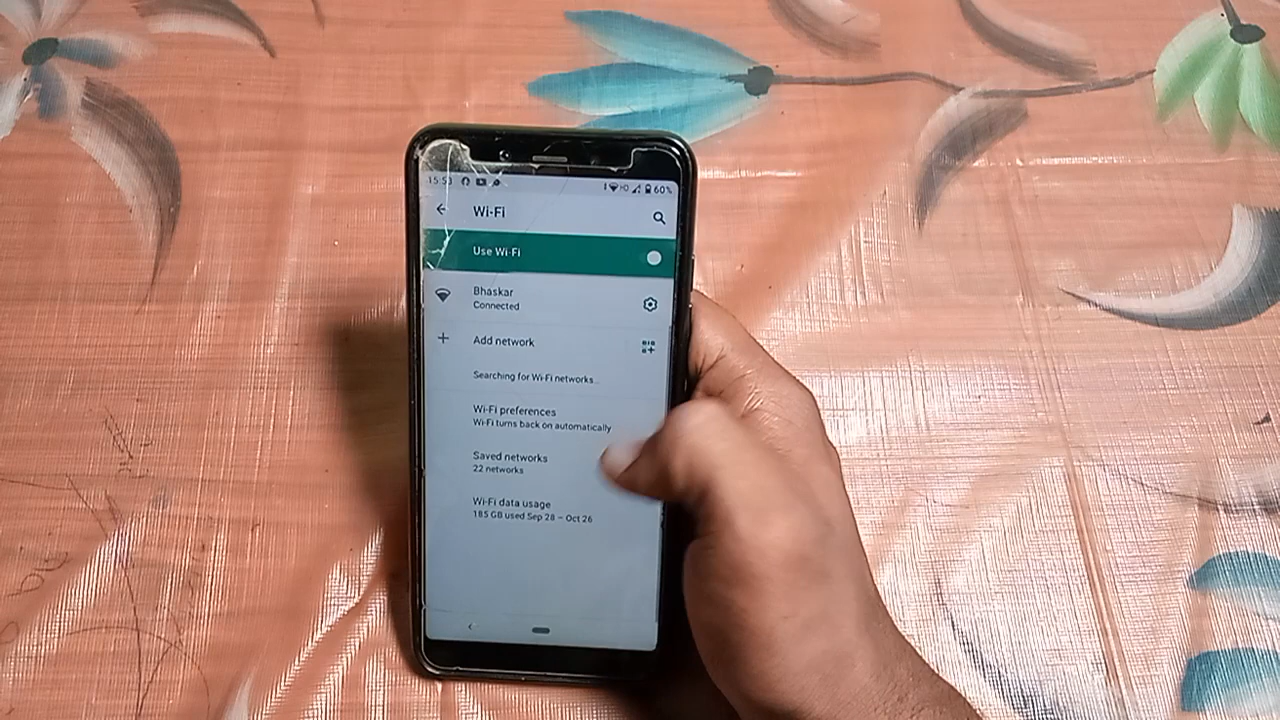 15:53
60%
Wi-Fi
Use Wi-Fi
Bhaskar
Connected
Add network
Searching for Wi-Fi networks…
Wi-Fi preferences
Wi-Fi turns back on automatically
Saved networks
22 networks
Wi-Fi data usage
185 GB used Sep 28 – Oct 26